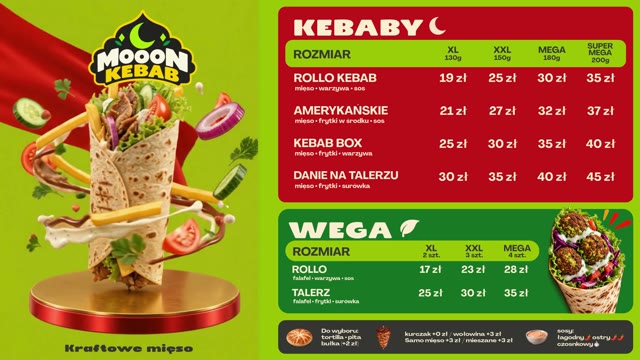 MOOON
KEBAB
Kraftowe mięso
KEBABY
ROZMIAR XL XXL MEGA SUPER MEGA
130g 150g 180g 200g
ROLLO KEBAB 19 zł 25 zł 30 zł 35 zł
mięso • warzywa • sos
AMERYKAŃSKIE 21 zł 27 zł 32 zł 37 zł
mięso • frytki w środku • sos
KEBAB BOX 25 zł 30 zł 35 zł 40 zł
mięso • frytki • warzywa
DANIE NA TALERZU 30 zł 35 zł 40 zł 45 zł
mięso • frytki • surówka
WEGA
ROZMIAR XL XXL MEGA
2 szt. 3 szt. 4 szt.
ROLLO 17 zł 23 zł 28 zł
falafel • warzywa • sos
TALERZ 25 zł 30 zł 35 zł
falafel • frytki • surówka
Do wyboru:
tortilla • pita
bułka +2 zł
kurczak +0 zł / wołowina +3 zł
Samo mięso +3 zł / mieszane +3 zł
sosy:
łagodny ostry
czosnkowy